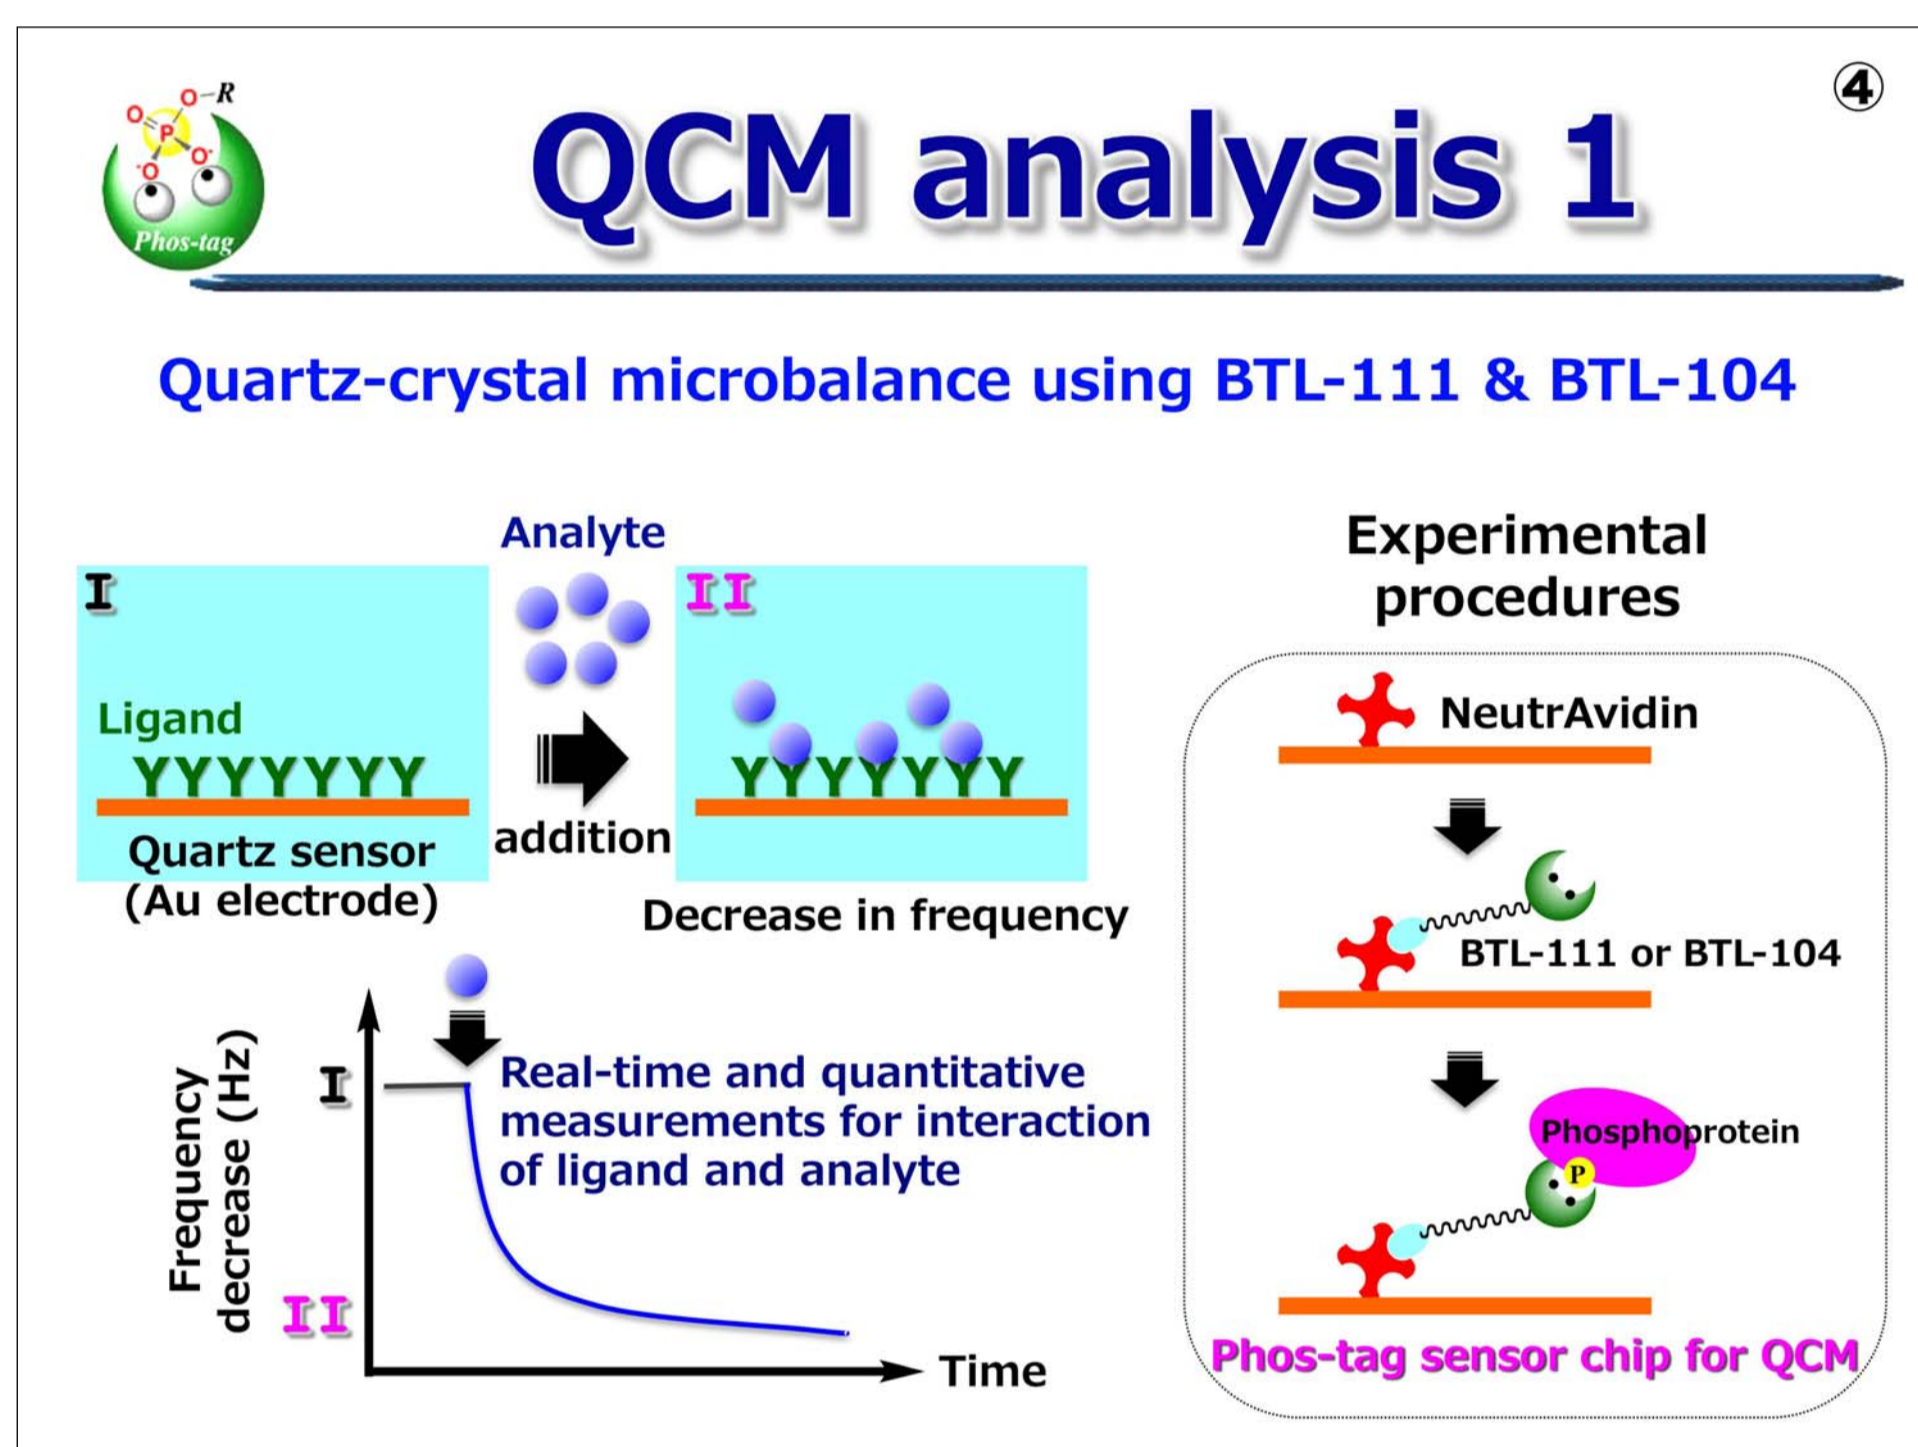 ④
O-R
O
P
O-
-O
Phos-tag
QCM analysis 1
Quartz-crystal microbalance using BTL-111 & BTL-104
I
Ligand
YYYYYYY
Quartz sensor
(Au electrode)
Analyte
addition
II
YYYYYYY
Decrease in frequency
Frequency
decrease (Hz)
I
II
Real-time and quantitative
measurements for interaction
of ligand and analyte
Time
Experimental
procedures
NeutrAvidin
BTL-111 or BTL-104
Phosphoprotein
P
Phos-tag sensor chip for QCM